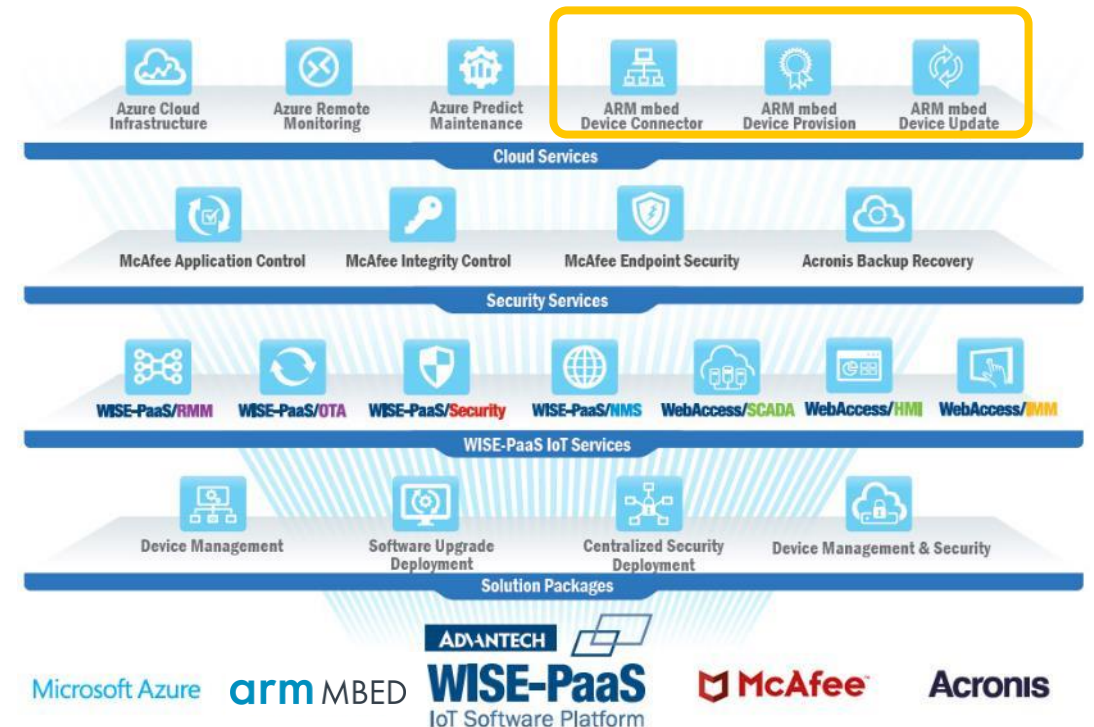 Azure Cloud
Infrastructure
Azure Remote
Monitoring
Azure Predict
Maintenance
ARM mbed
Device Connector
ARM mbed
Device Provision
ARM mbed
Device Update
Cloud Services
McAfee Application Control
McAfee Integrity Control
McAfee Endpoint Security
Acronis Backup Recovery
Security Services
WISE-PaaS/RMM
WISE-PaaS/OTA
WISE-PaaS/Security
WISE-PaaS/NMS
WebAccess/SCADA
WebAccess/HMI
WebAccess/IMM
WISE-PaaS IoT Services
Device Management
Software Upgrade
Deployment
Centralized Security
Deployment
Device Management & Security
Solution Packages
Microsoft Azure
arm MBED
ADVANTECH
WISE-PaaS
IoT Software Platform
McAfee
Acronis